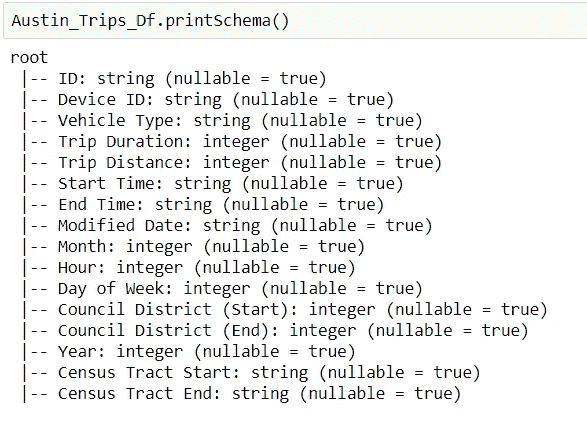 Austin_Trips_Df.printSchema()
root
|-- ID: string (nullable = true)
|-- Device ID: string (nullable = true)
|-- Vehicle Type: string (nullable = true)
|-- Trip Duration: integer (nullable = true)
|-- Trip Distance: integer (nullable = true)
|-- Start Time: string (nullable = true)
|-- End Time: string (nullable = true)
|-- Modified Date: string (nullable = true)
|-- Month: integer (nullable = true)
|-- Hour: integer (nullable = true)
|-- Day of Week: integer (nullable = true)
|-- Council District (Start): integer (nullable = true)
|-- Council District (End): integer (nullable = true)
|-- Year: integer (nullable = true)
|-- Census Tract Start: string (nullable = true)
|-- Census Tract End: string (nullable = true)